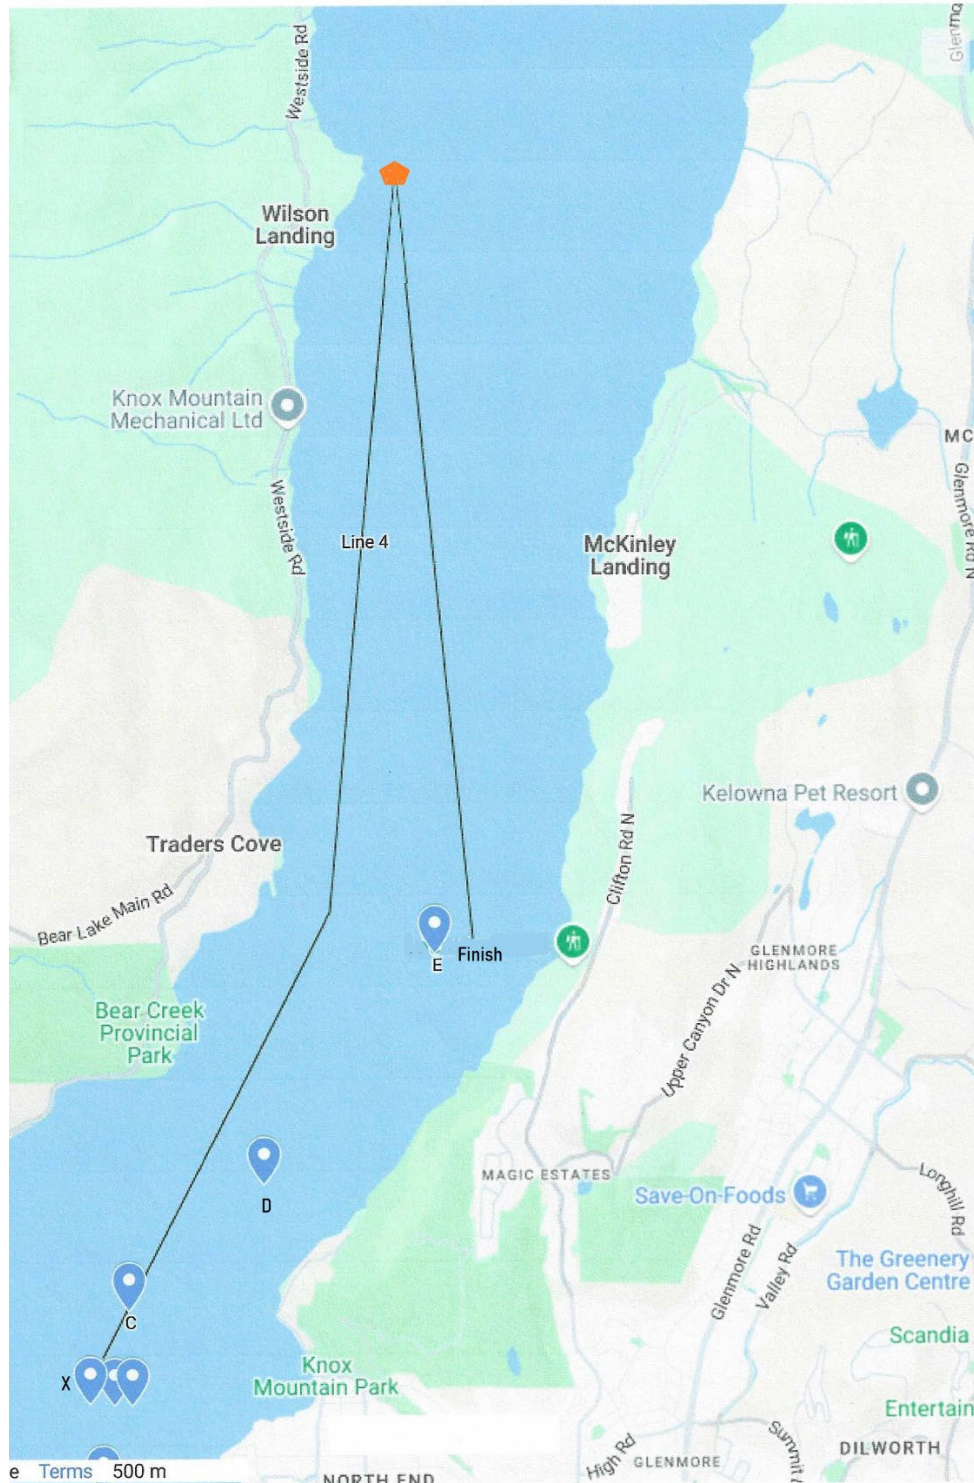 Westside Rd
Glenmo
Wilson
Landing
Knox Mountain
Mechanical Ltd
MC
Westside Rd
Glenmore Rd N
Line 4
McKinley
Landing
Kelowna Pet Resort
Traders Cove
Clifton Rd N
Bear Lake Main Rd
Finish
E
GLENMORE
HIGHLANDS
Bear Creek
Provincial
Park
Upper Canyon Dr N
MAGIC ESTATES
Save-On-Foods
Longhill Rd
D
Glenmore Rd
Valley Rd
The Greenery
Garden Centre
C
Scandia
Knox
Mountain Park
X
Entertain
High Rd
GLENMORE
Summit
DILWORTH
e Terms 500 m
NORTH END